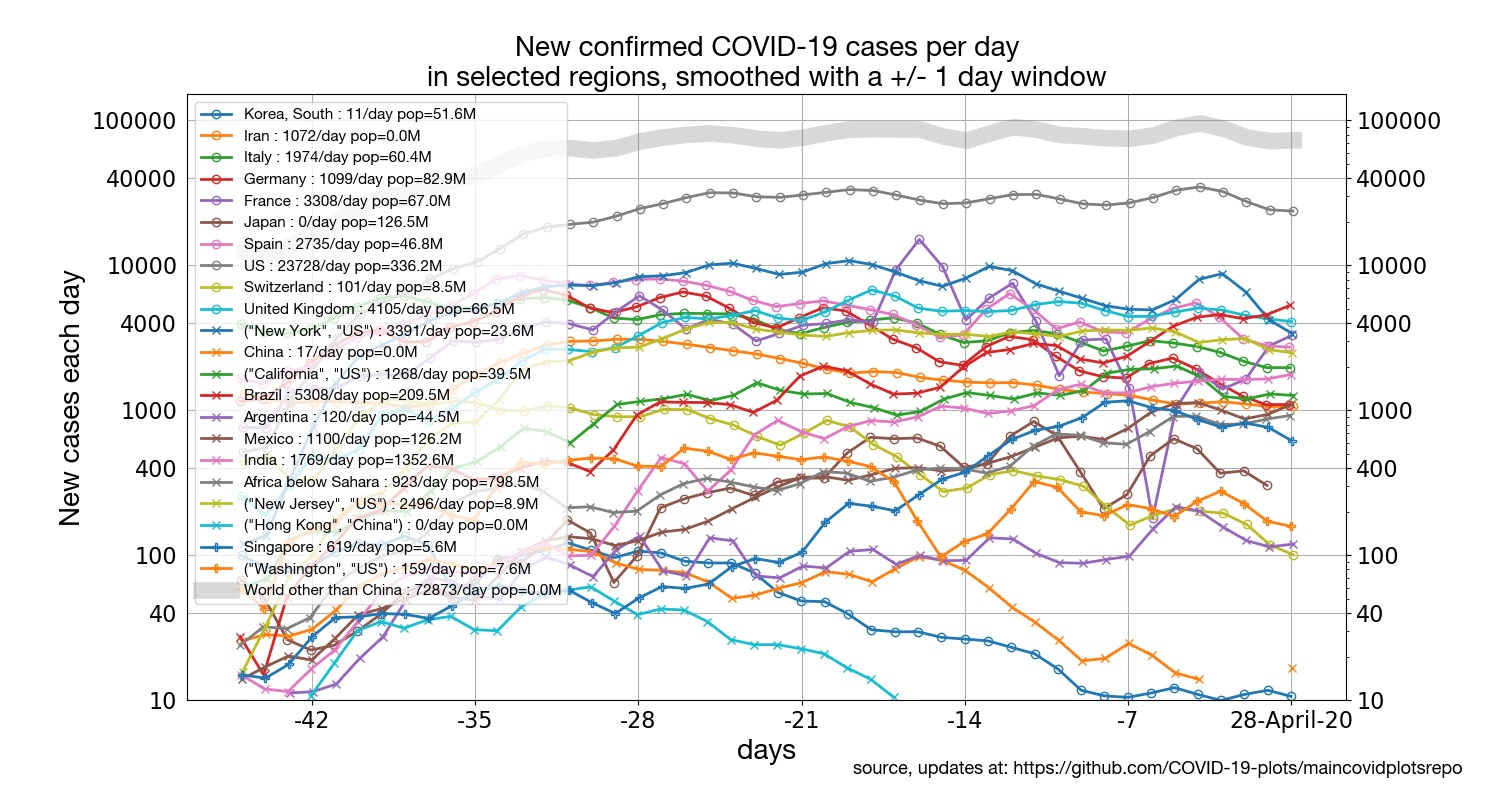 New confirmed COVID-19 cases per day
in selected regions, smoothed with a +/- 1 day window
New cases each day
100000
40000
10000
4000
1000
400
100
40
10
Korea, South : 11/day pop=51.6M
Iran : 1072/day pop=0.0M
Italy : 1974/day pop=60.4M
Germany : 1099/day pop=82.9M
France : 3308/day pop=67.0M
Japan : 0/day pop=126.5M
Spain : 2735/day pop=46.8M
US : 23728/day pop=336.2M
Switzerland : 101/day pop=8.5M
United Kingdom : 4105/day pop=66.5M
("New York", "US") : 3391/day pop=23.6M
China : 17/day pop=0.0M
("California", "US") : 1268/day pop=39.5M
Brazil : 5308/day pop=209.5M
Argentina : 120/day pop=44.5M
Mexico : 1100/day pop=126.2M
India : 1769/day pop=1352.6M
Africa below Sahara : 923/day pop=798.5M
("New Jersey", "US") : 2496/day pop=8.9M
("Hong Kong", "China") : 0/day pop=0.0M
Singapore : 619/day pop=5.6M
("Washington", "US") : 159/day pop=7.6M
World other than China : 72873/day pop=0.0M
100000
40000
10000
4000
1000
400
100
40
10
-42 -35 -28 -21 -14 -7 28-April-20
days
source, updates at: https://github.com/COVID-19-plots/maincovidplotsrepo